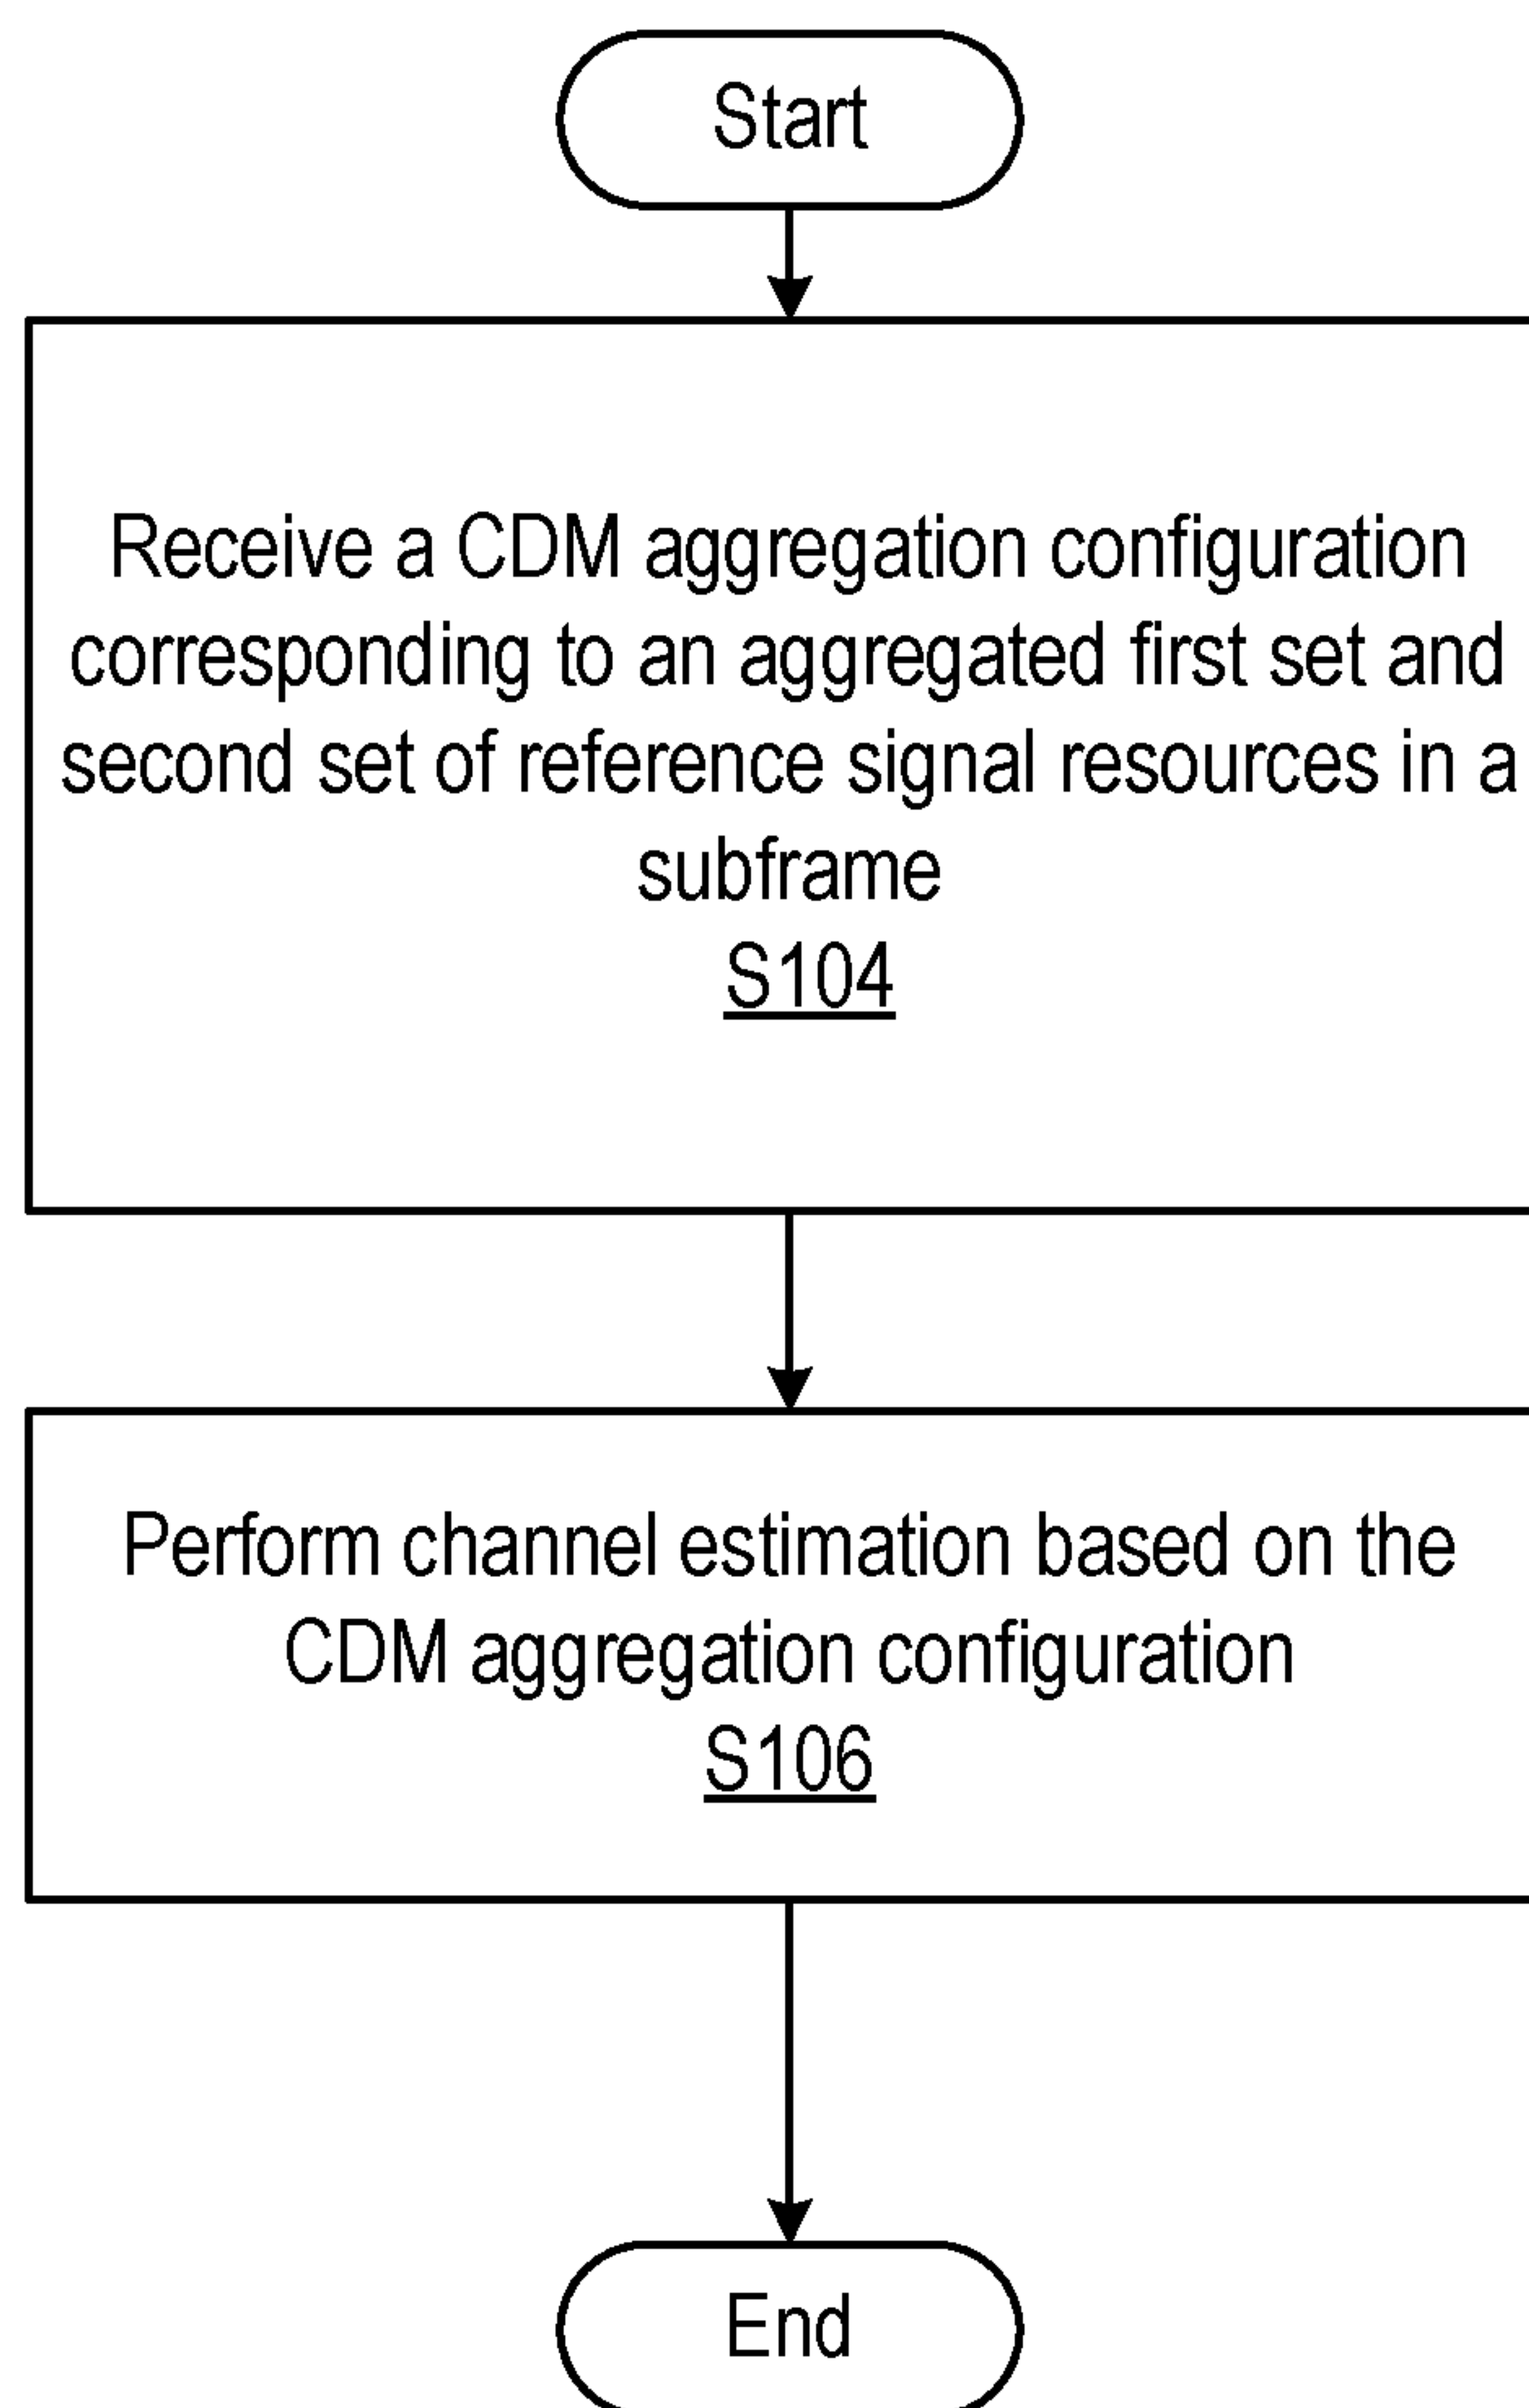 Start
Receive a CDM aggregation configuration
corresponding to an aggregated first set and
second set of reference signal resources in a
subframe
S104
Perform channel estimation based on the
CDM aggregation configuration
S106
End